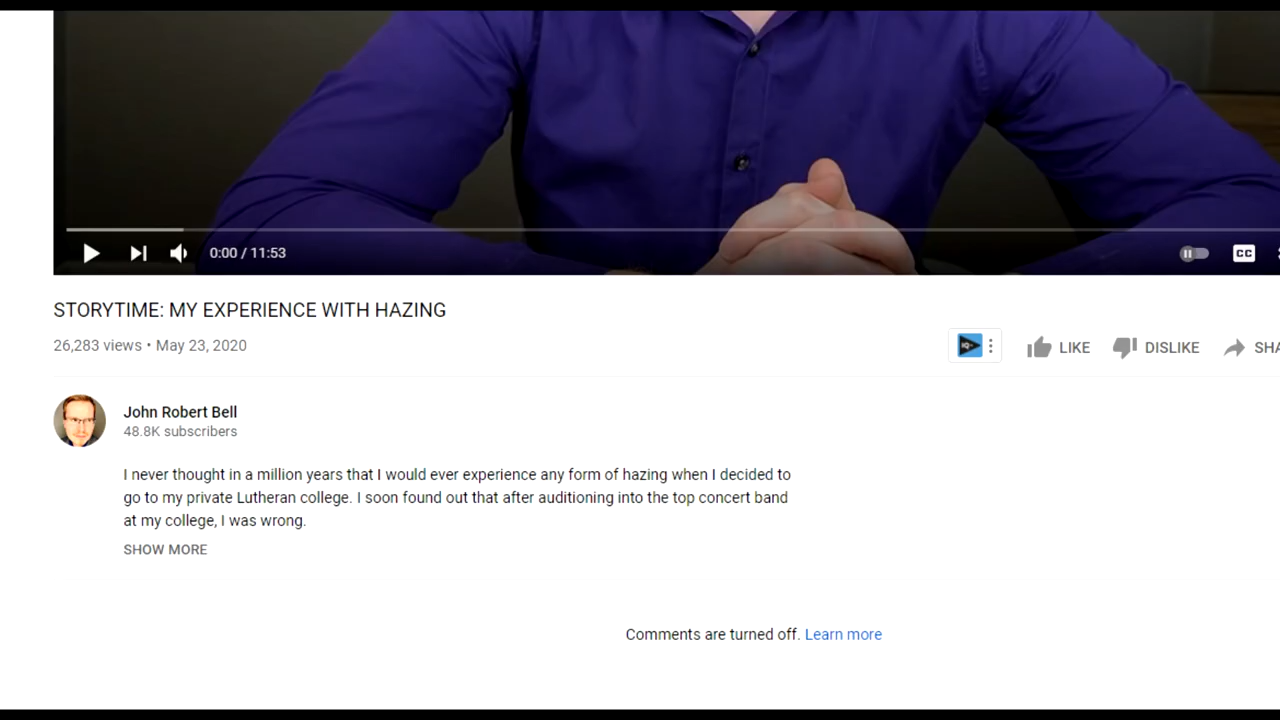 0:00 / 11:53
CC
STORYTIME: MY EXPERIENCE WITH HAZING
26,283 views • May 23, 2020
IQ
LIKE
DISLIKE
SHA
John Robert Bell
48.8K subscribers
I never thought in a million years that I would ever experience any form of hazing when I decided to
go to my private Lutheran college. I soon found out that after auditioning into the top concert band
at my college, I was wrong.
SHOW MORE
Comments are turned off. Learn more